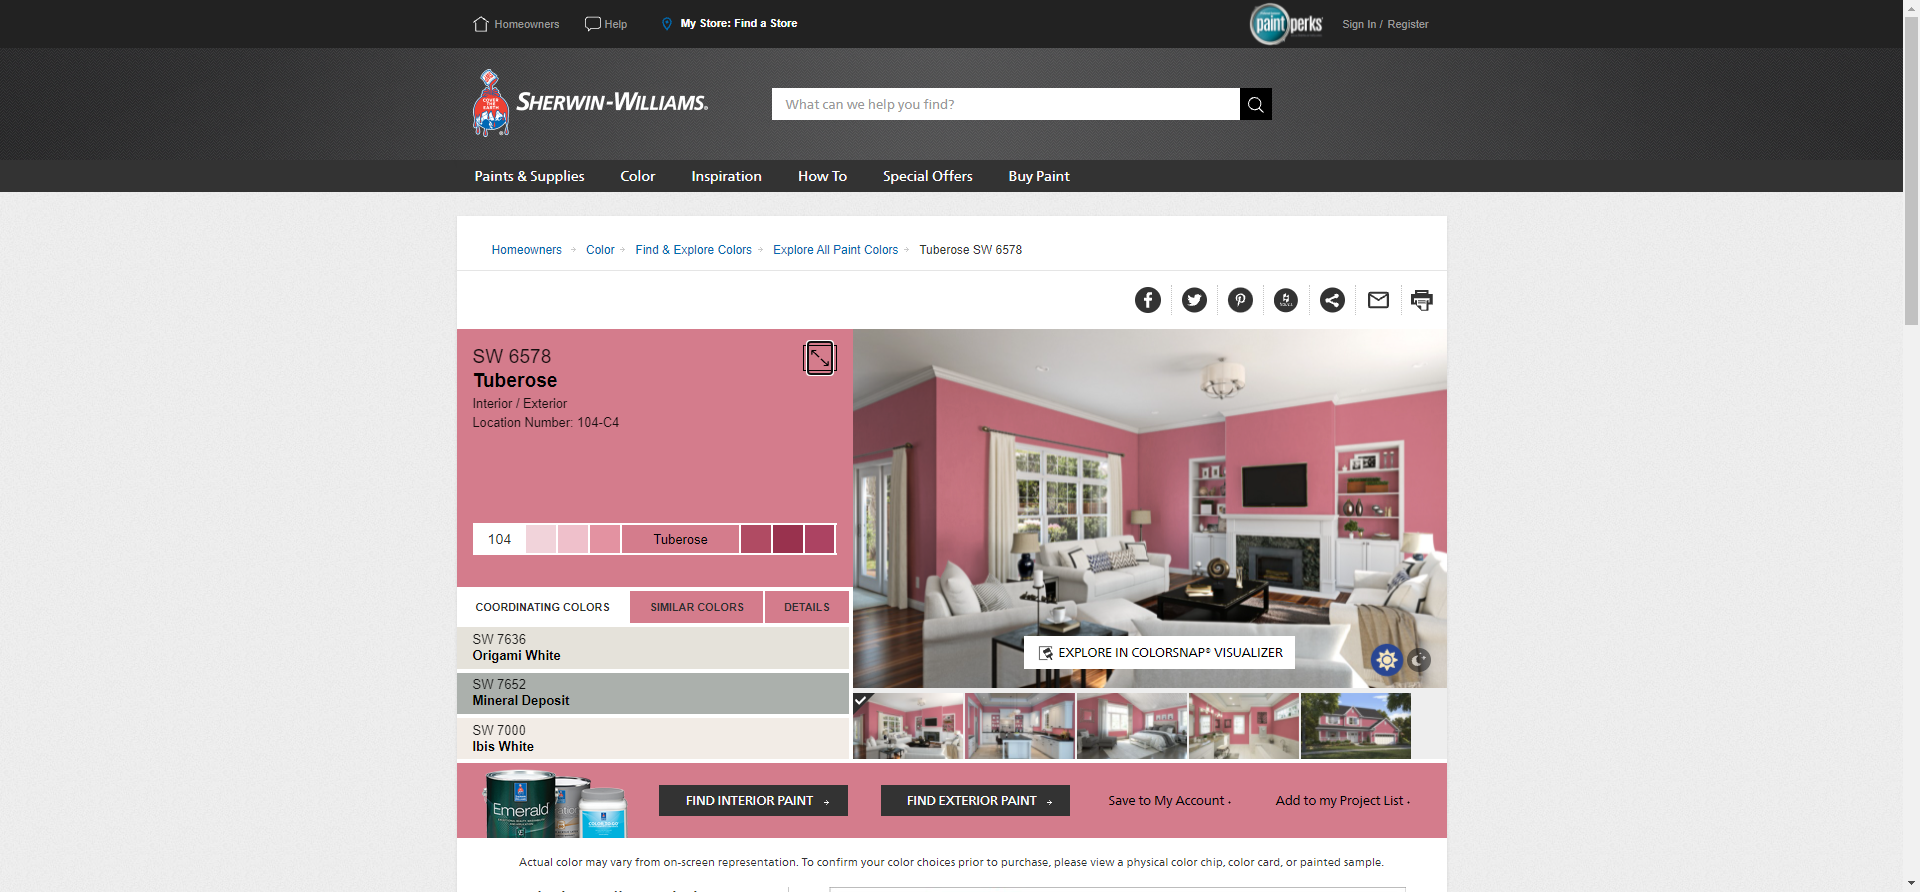 Homeowners
Help
My Store: Find a Store
paint perks
Sign In / Register
COVER THE EARTH
SHERWIN-WILLIAMS.
What can we help you find?
Paints & Supplies
Color
Inspiration
How To
Special Offers
Buy Paint
Homeowners
Color
Find & Explore Colors
Explore All Paint Colors
Tuberose SW 6578
SW 6578
Tuberose
Interior / Exterior
Location Number: 104-C4
104
Tuberose
COORDINATING COLORS
SIMILAR COLORS
DETAILS
SW 7636
Origami White
SW 7652
Mineral Deposit
SW 7000
Ibis White
EXPLORE IN COLORSNAP® VISUALIZER
Emerald
FIND INTERIOR PAINT
FIND EXTERIOR PAINT
Save to My Account
Add to my Project List
Actual color may vary from on-screen representation. To confirm your color choices prior to purchase, please view a physical color chip, color card, or painted sample.